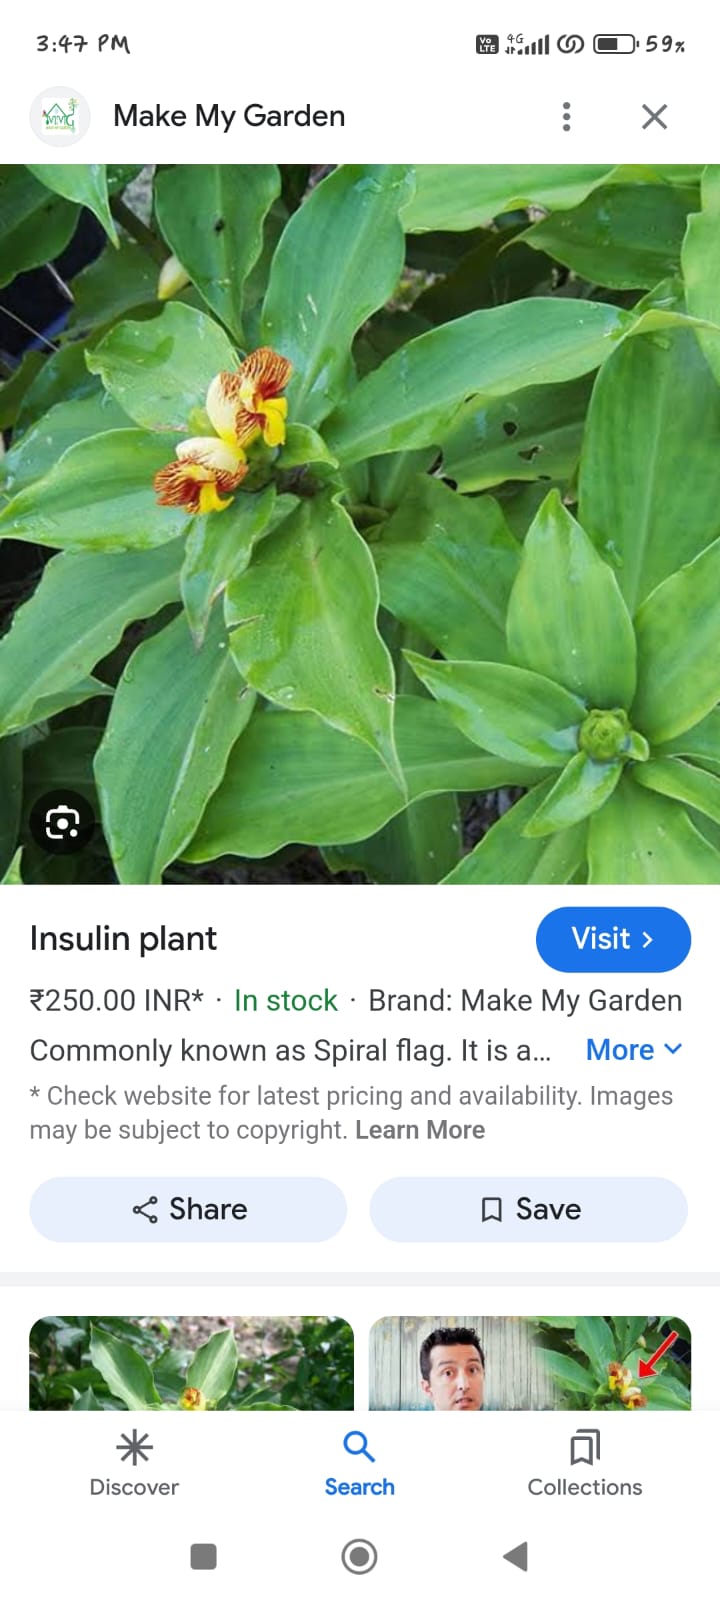 3:47 PM
Vo LTE 4G 59%
MMG
Make My Garden
Insulin plant
Visit >
₹250.00 INR* · In stock · Brand: Make My Garden
Commonly known as Spiral flag. It is a... More
* Check website for latest pricing and availability. Images
may be subject to copyright. Learn More
Share
Save
Discover
Search
Collections